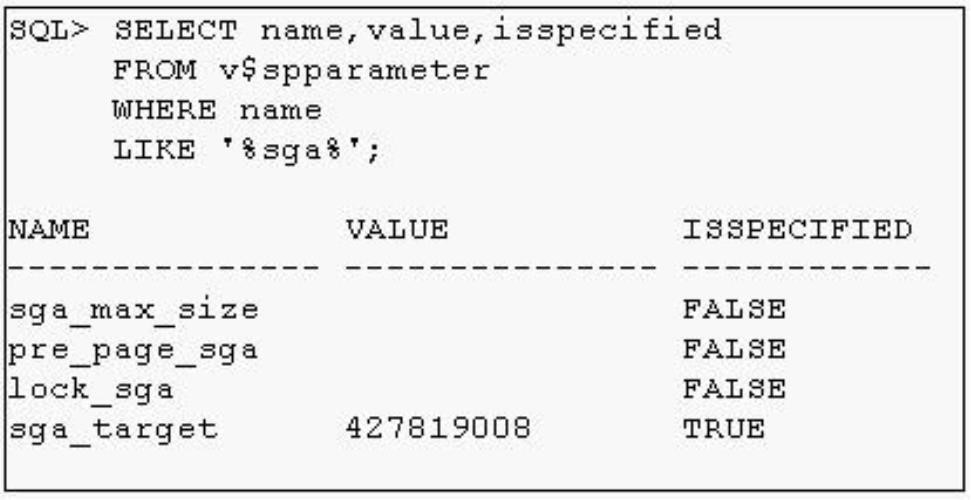 SQL> SELECT name,value,isspecified
FROM v$spparameter
WHERE name
LIKE '%sga%';
NAME VALUE ISSPECIFIED
--------------- --------------- ------------
sga_max_size FALSE
pre_page_sga FALSE
lock_sga FALSE
sga_target 427819008 TRUE